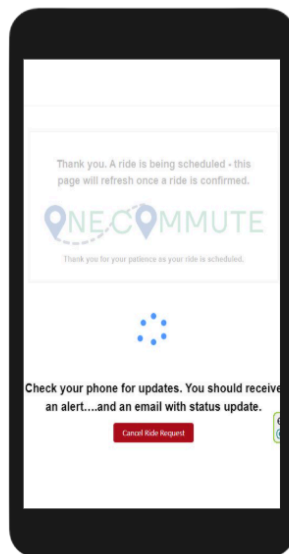 Thank you. A ride is being scheduled - this
page will refresh once a ride is confirmed.
ONE COMMUTE
Thank you for your patience as your ride is scheduled.
Check your phone for updates. You should receive
an alert....and an email with status update.
Cancel Ride Request